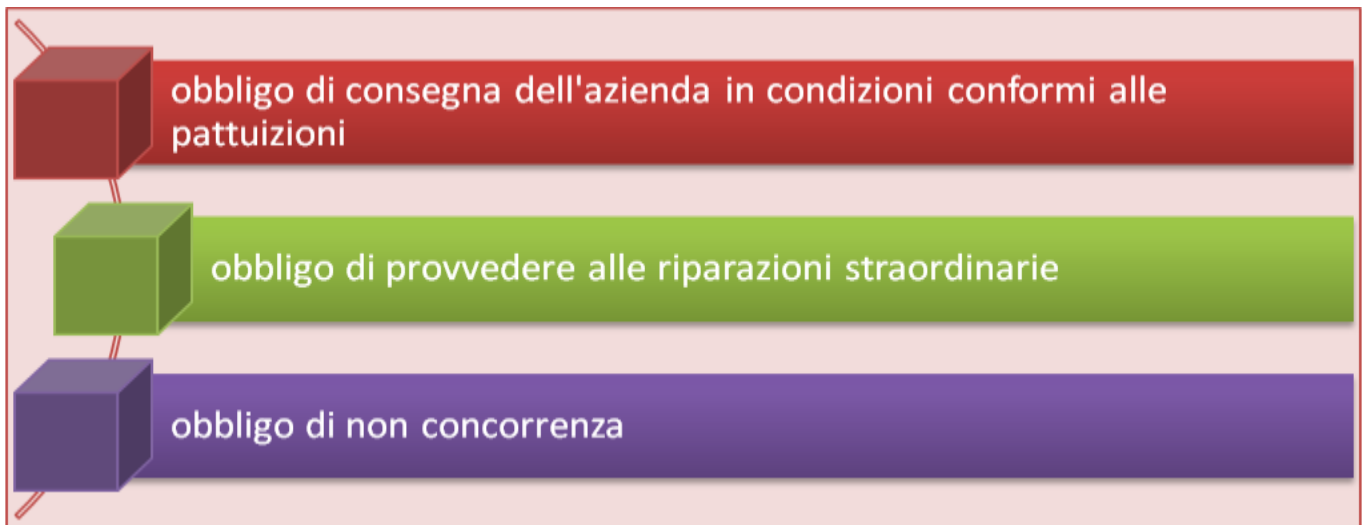 obbligo di consegna dell'azienda in condizioni conformi alle
pattuizioni
obbligo di provvedere alle riparazioni straordinarie
obbligo di non concorrenza